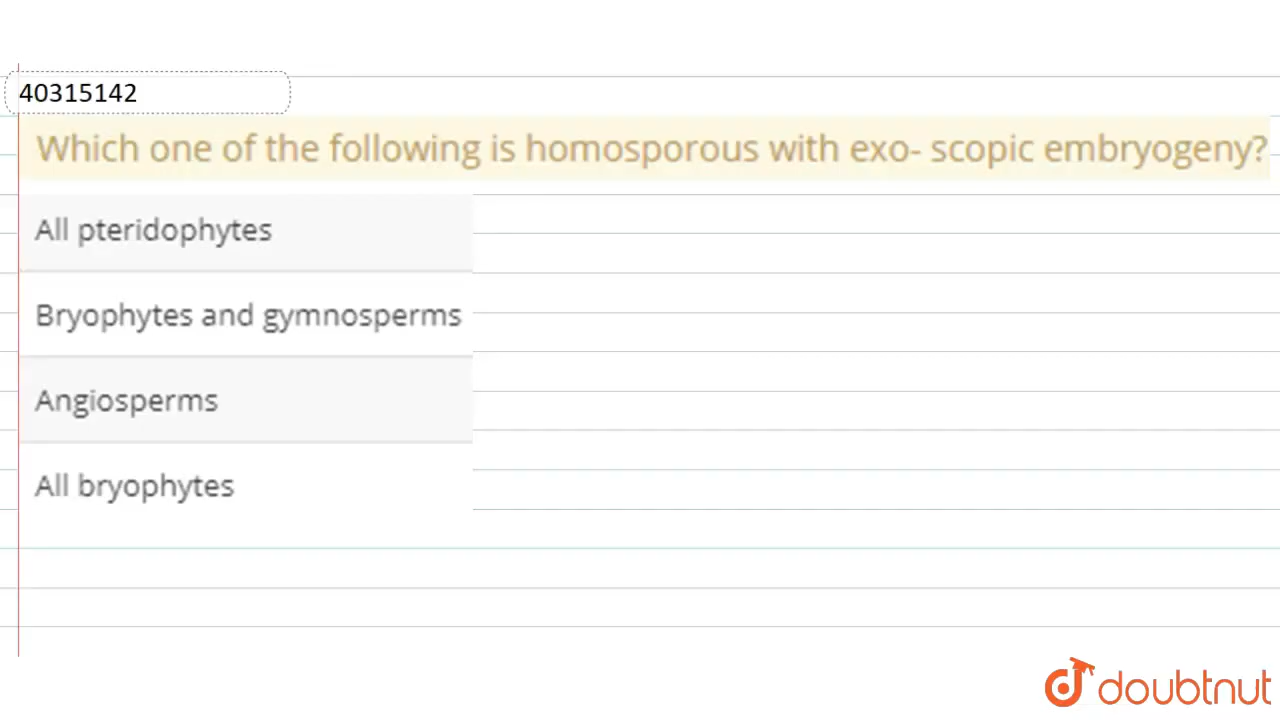 40315142
Which one of the following is homosporous with exo- scopic embryogeny?
All pteridophytes
Bryophytes and gymnosperms
Angiosperms
All bryophytes
doubtnut